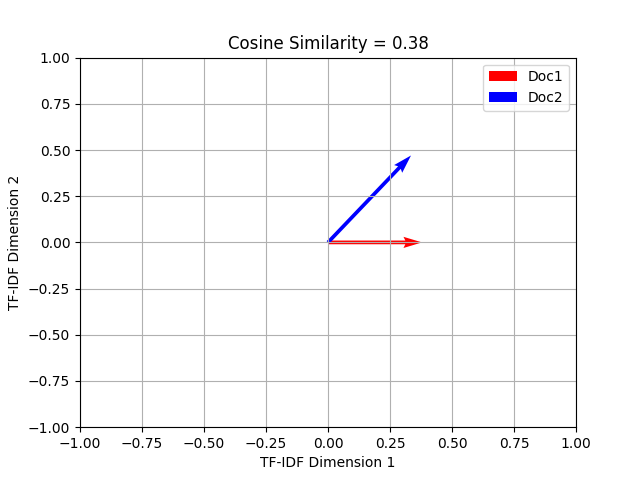 Cosine Similarity = 0.38
Doc1
Doc2
1.00
0.75
0.50
0.25
0.00
−0.25
−0.50
−0.75
−1.00
TF-IDF Dimension 2
−1.00 −0.75 −0.50 −0.25 0.00 0.25 0.50 0.75 1.00
TF-IDF Dimension 1